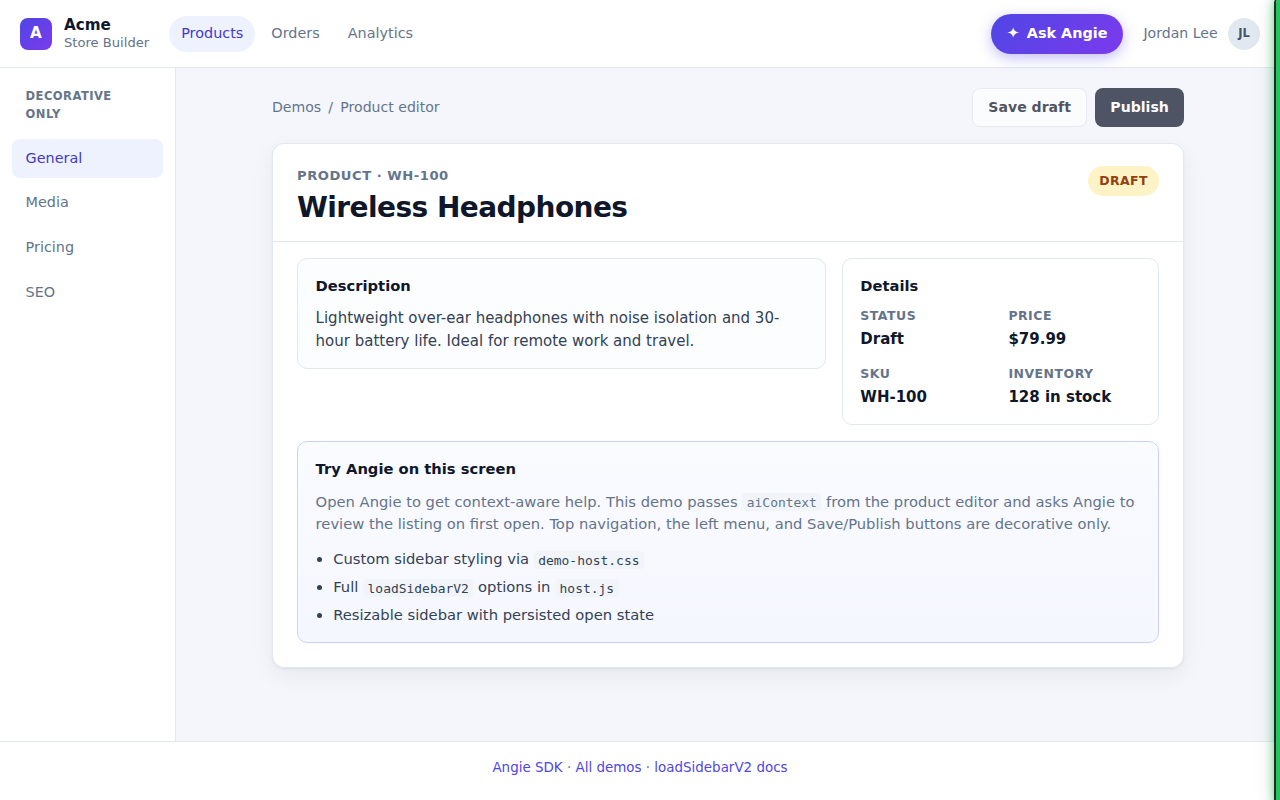 A
Acme
Store Builder
Products
Orders
Analytics
✦ Ask Angie
Jordan Lee
JL
DECORATIVE
ONLY
General
Media
Pricing
SEO
Demos / Product editor
Save draft
Publish
PRODUCT · WH-100
Wireless Headphones
DRAFT
Description
Lightweight over-ear headphones with noise isolation and 30-
hour battery life. Ideal for remote work and travel.
Details
STATUS
Draft
PRICE
$79.99
SKU
WH-100
INVENTORY
128 in stock
Try Angie on this screen
Open Angie to get context-aware help. This demo passes aiContext from the product editor and asks Angie to
review the listing on first open. Top navigation, the left menu, and Save/Publish buttons are decorative only.
• Custom sidebar styling via demo-host.css
• Full loadSidebarV2 options in host.js
• Resizable sidebar with persisted open state
Angie SDK · All demos · loadSidebarV2 docs